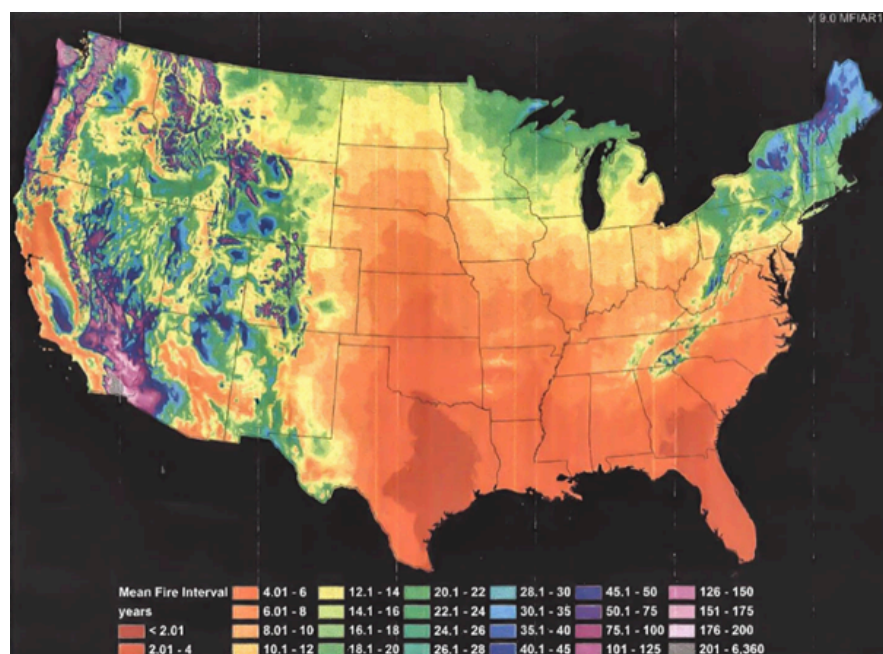 v 9.0 MFIAR1
Mean Fire Interval
years
< 2.01
2.01 - 4
4.01 - 6
6.01 - 8
8.01 - 10
10.1 - 12
12.1 - 14
14.1 - 16
16.1 - 18
18.1 - 20
20.1 - 22
22.1 - 24
24.1 - 26
26.1 - 28
28.1 - 30
30.1 - 35
35.1 - 40
40.1 - 45
45.1 - 50
50.1 - 75
75.1 - 100
101 - 125
126 - 150
151 - 175
176 - 200
201 - 6,360